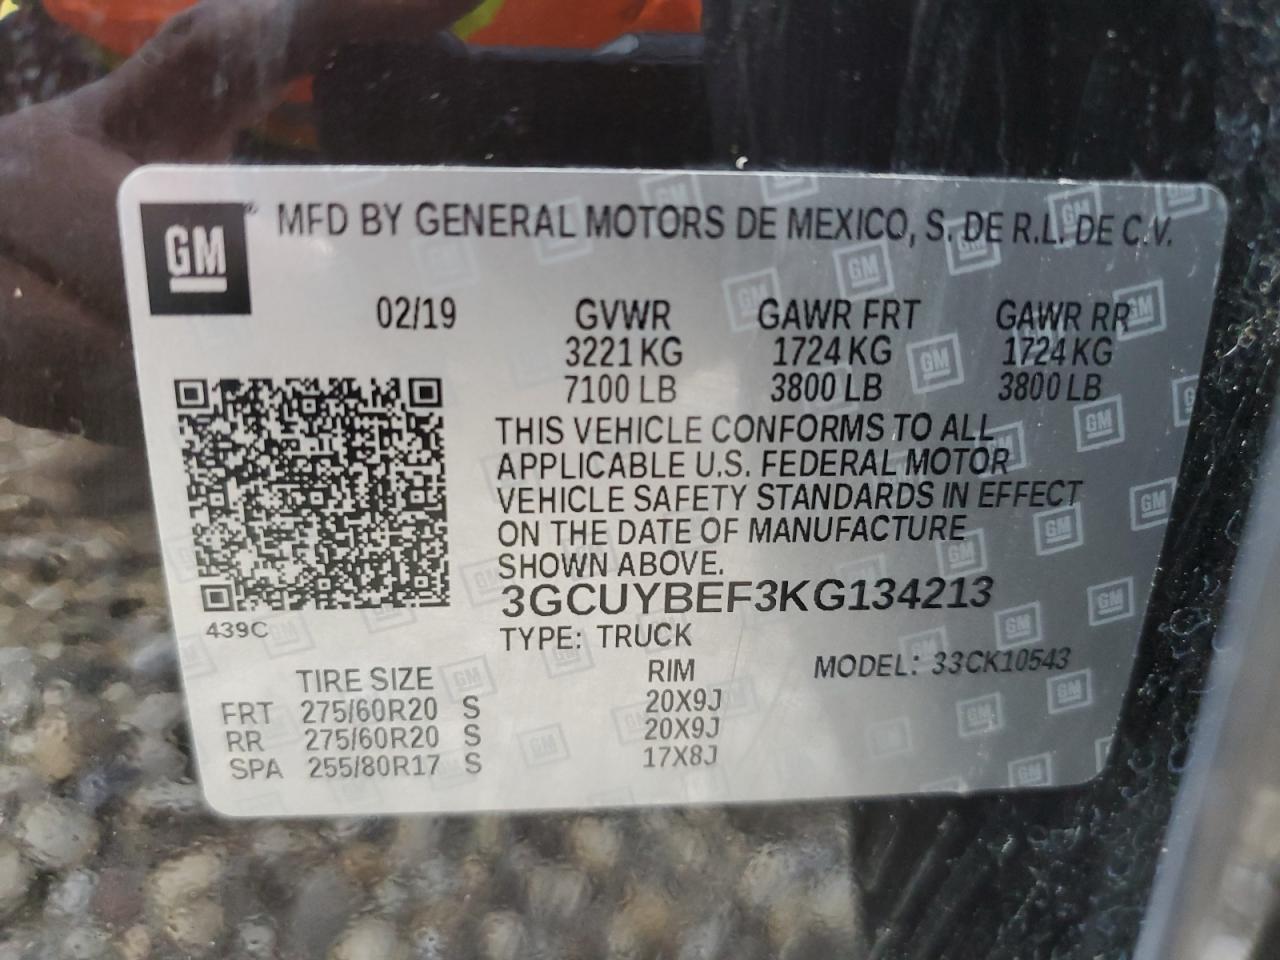 GM ® MFD BY GENERAL MOTORS DE MEXICO, S. DE R.L. DE C.V.
02/19 GVWR GAWR FRT GAWR RR
3221 KG 1724 KG 1724 KG
7100 LB 3800 LB 3800 LB
THIS VEHICLE CONFORMS TO ALL
APPLICABLE U.S. FEDERAL MOTOR
VEHICLE SAFETY STANDARDS IN EFFECT
ON THE DATE OF MANUFACTURE
SHOWN ABOVE.
3GCUYBEF3KG134213
439C
TYPE: TRUCK
MODEL: 33CK10543
TIRE SIZE RIM
FRT 275/60R20 S 20X9J
RR 275/60R20 S 20X9J
SPA 255/80R17 S 17X8J